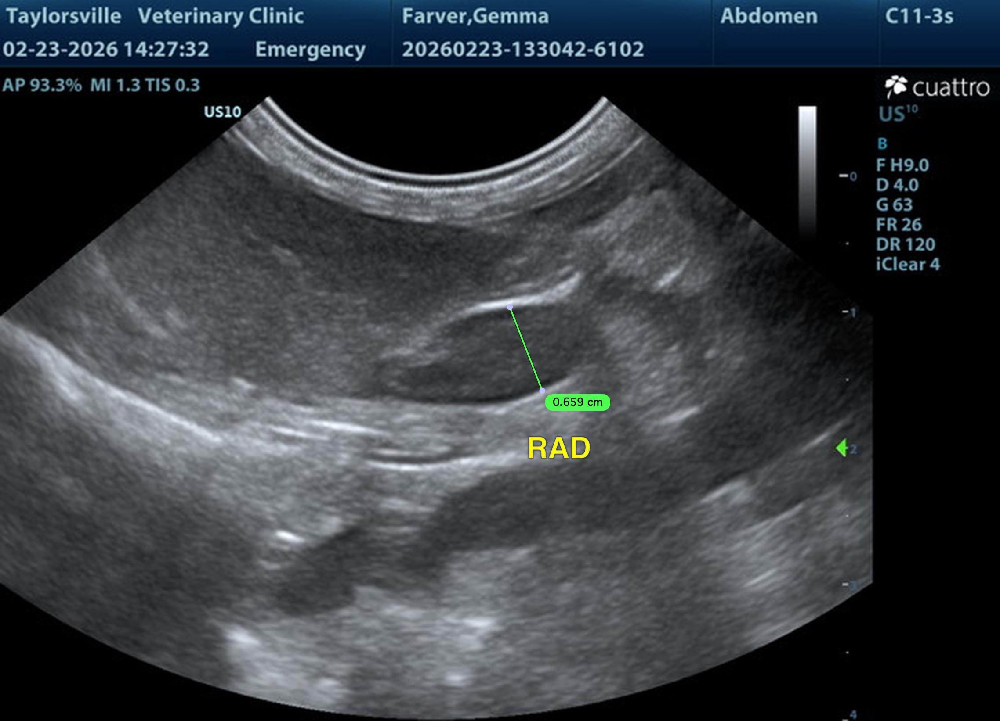 Taylorsville Veterinary Clinic
02-23-2026 14:27:32 Emergency
Farver,Gemma
20260223-133042-6102
Abdomen
C11-3s
AP 93.3% MI 1.3 TIS 0.3
cuattro
US10
US10
B
F H9.0
D 4.0
G 63
FR 26
DR 120
iClear 4
0
1
0.659 cm
RAD
2
3
4